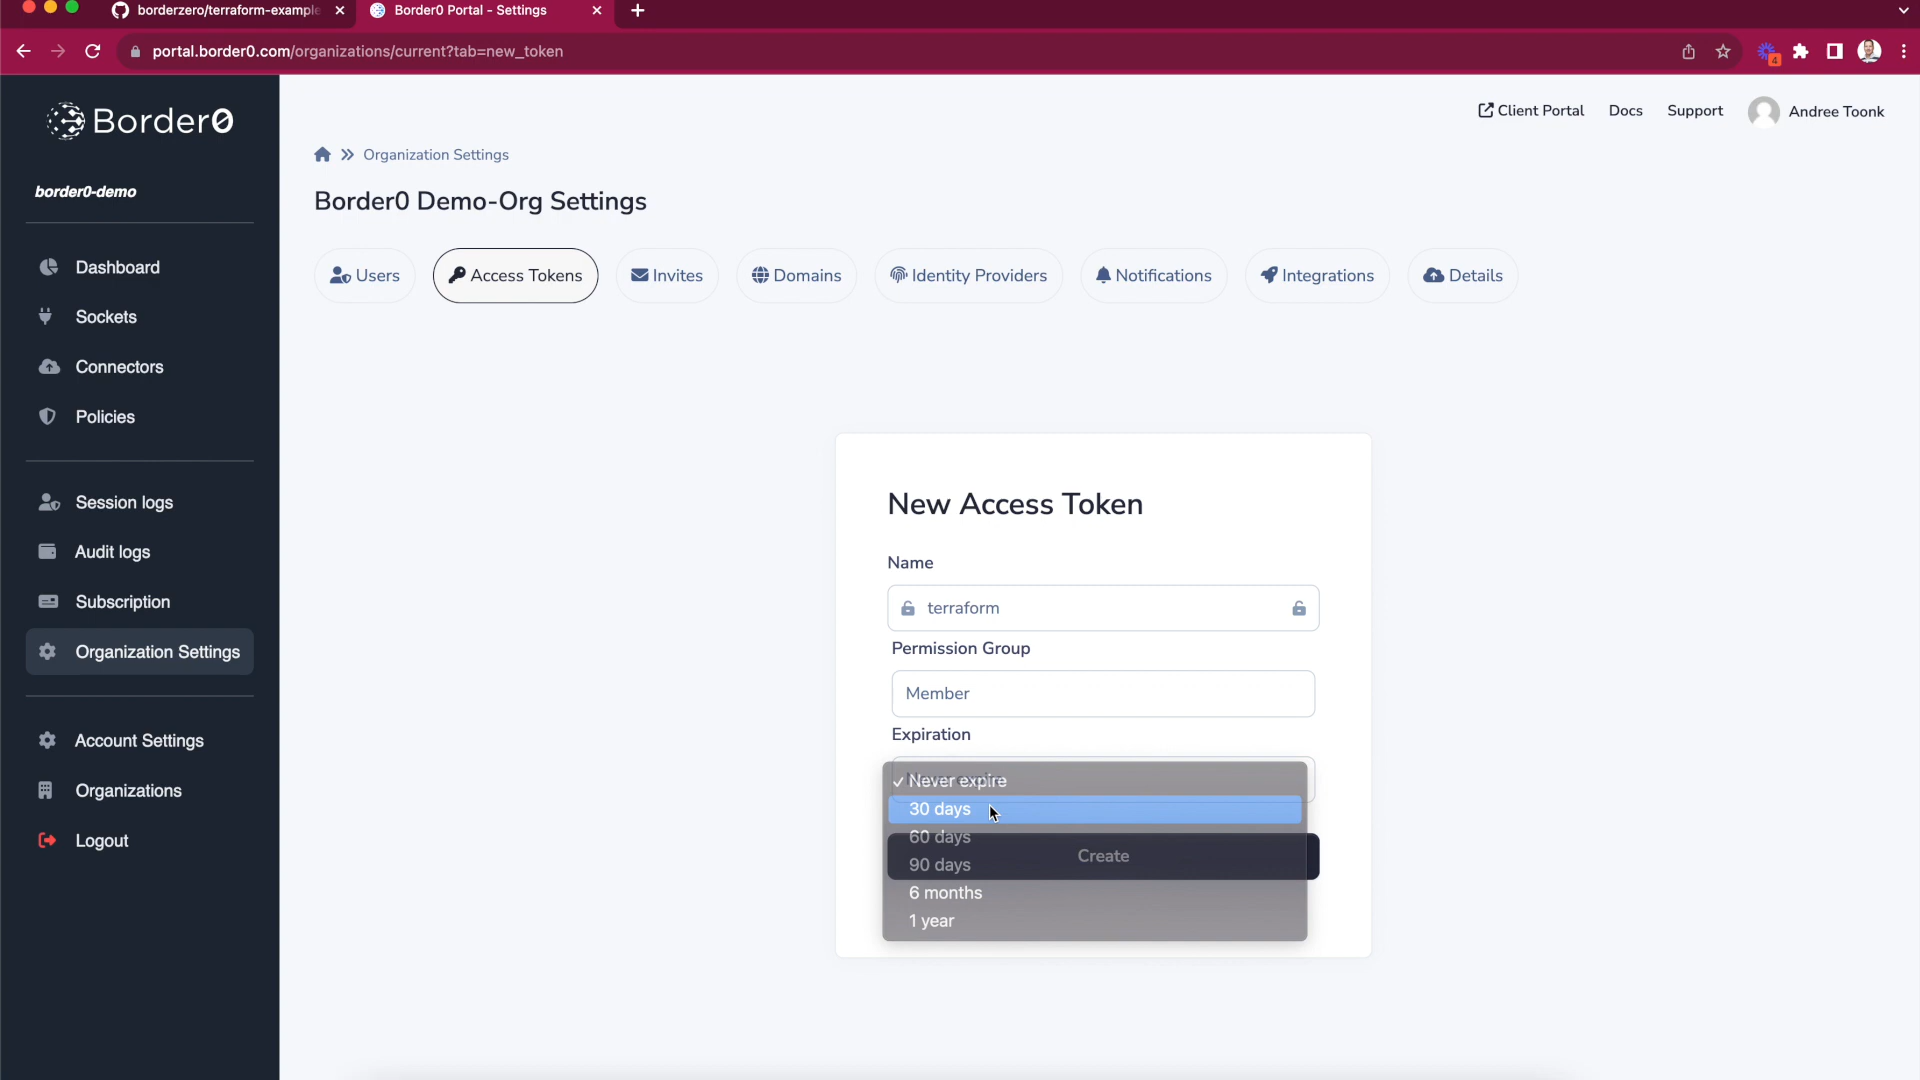 borderzero/terraform-example
Border0 Portal - Settings
portal.border0.com/organizations/current?tab=new_token
4
Border0
Client Portal
Docs
Support
Andree Toonk
Organization Settings
border0-demo
Border0 Demo-Org Settings
Users
Access Tokens
Invites
Domains
Identity Providers
Notifications
Integrations
Details
Dashboard
Sockets
Connectors
Policies
Session logs
Audit logs
Subscription
Organization Settings
Account Settings
Organizations
Logout
New Access Token
Name
terraform
Permission Group
Member
Expiration
Never expire
30 days
60 days
90 days
Create
6 months
1 year